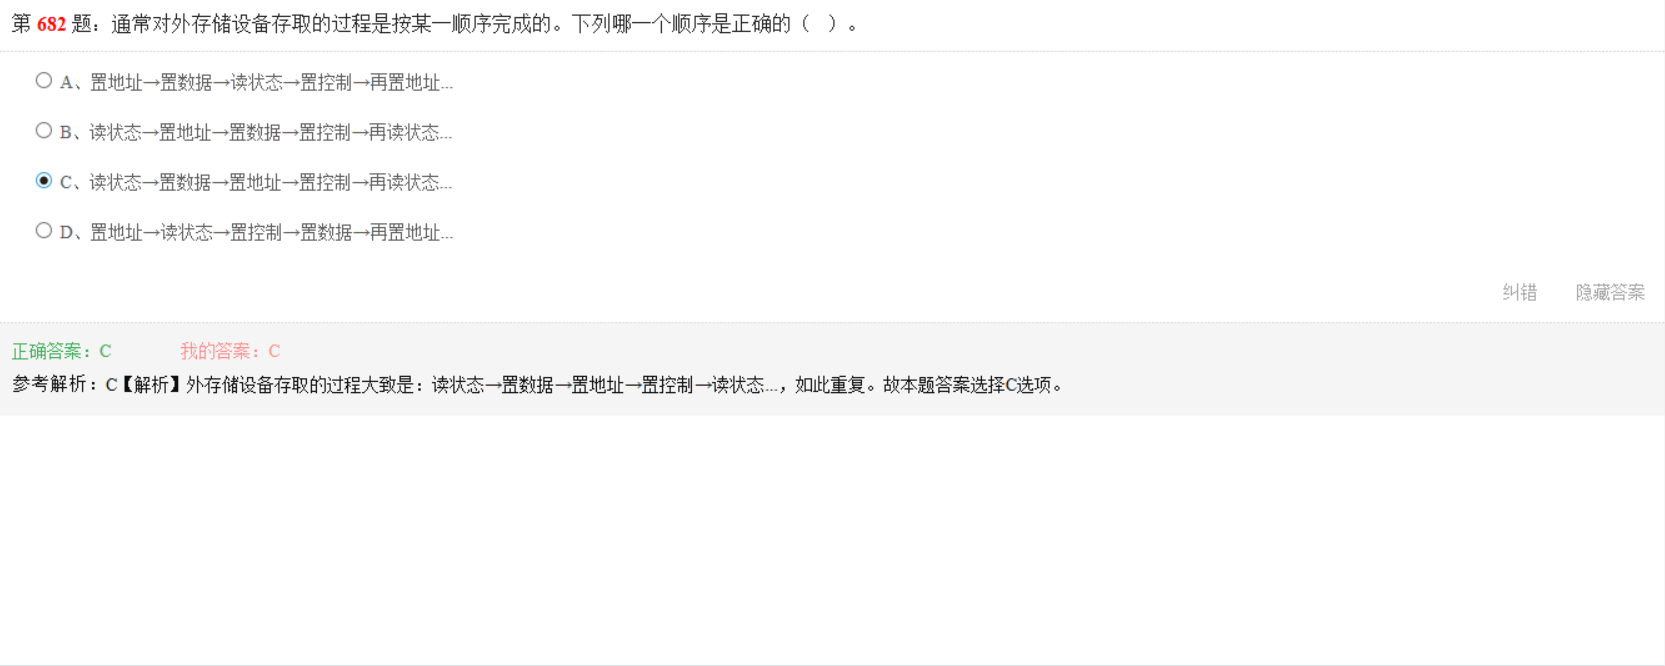 第 682 题：通常对外存储设备存取的过程是按某一顺序完成的。下列哪一个顺序是正确的（　）。
A、置地址→置数据→读状态→置控制→再置地址...
B、读状态→置地址→置数据→置控制→再读状态...
C、读状态→置数据→置地址→置控制→再读状态...
D、置地址→读状态→置控制→置数据→再置地址...
纠错　隐藏答案
正确答案：C　我的答案：C
参考解析：C【解析】外存储设备存取的过程大致是：读状态→置数据→置地址→置控制→读状态...，如此重复。故本题答案选择C选项。